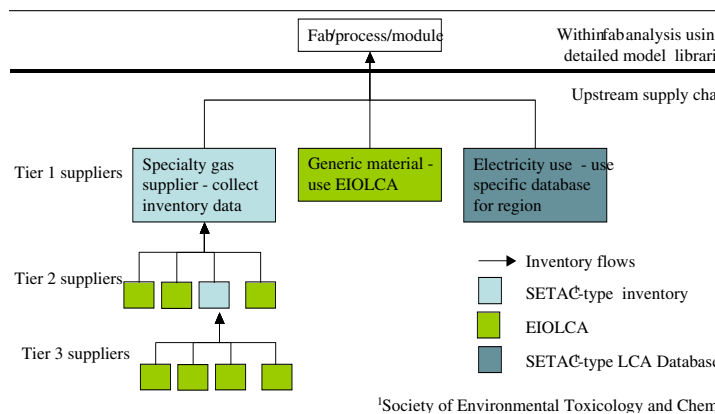 Fab/process/module
Within fab analysis usin
detailed model librari
Upstream supply cha
Tier 1 suppliers
Specialty gas
supplier - collect
inventory data
Generic material -
use EIOLCA
Electricity use - use
specific database
for region
Tier 2 suppliers
Tier 3 suppliers
Inventory flows
SETAC¹-type inventory
EIOLCA
SETAC¹-type LCA Database
¹Society of Environmental Toxicology and Chem